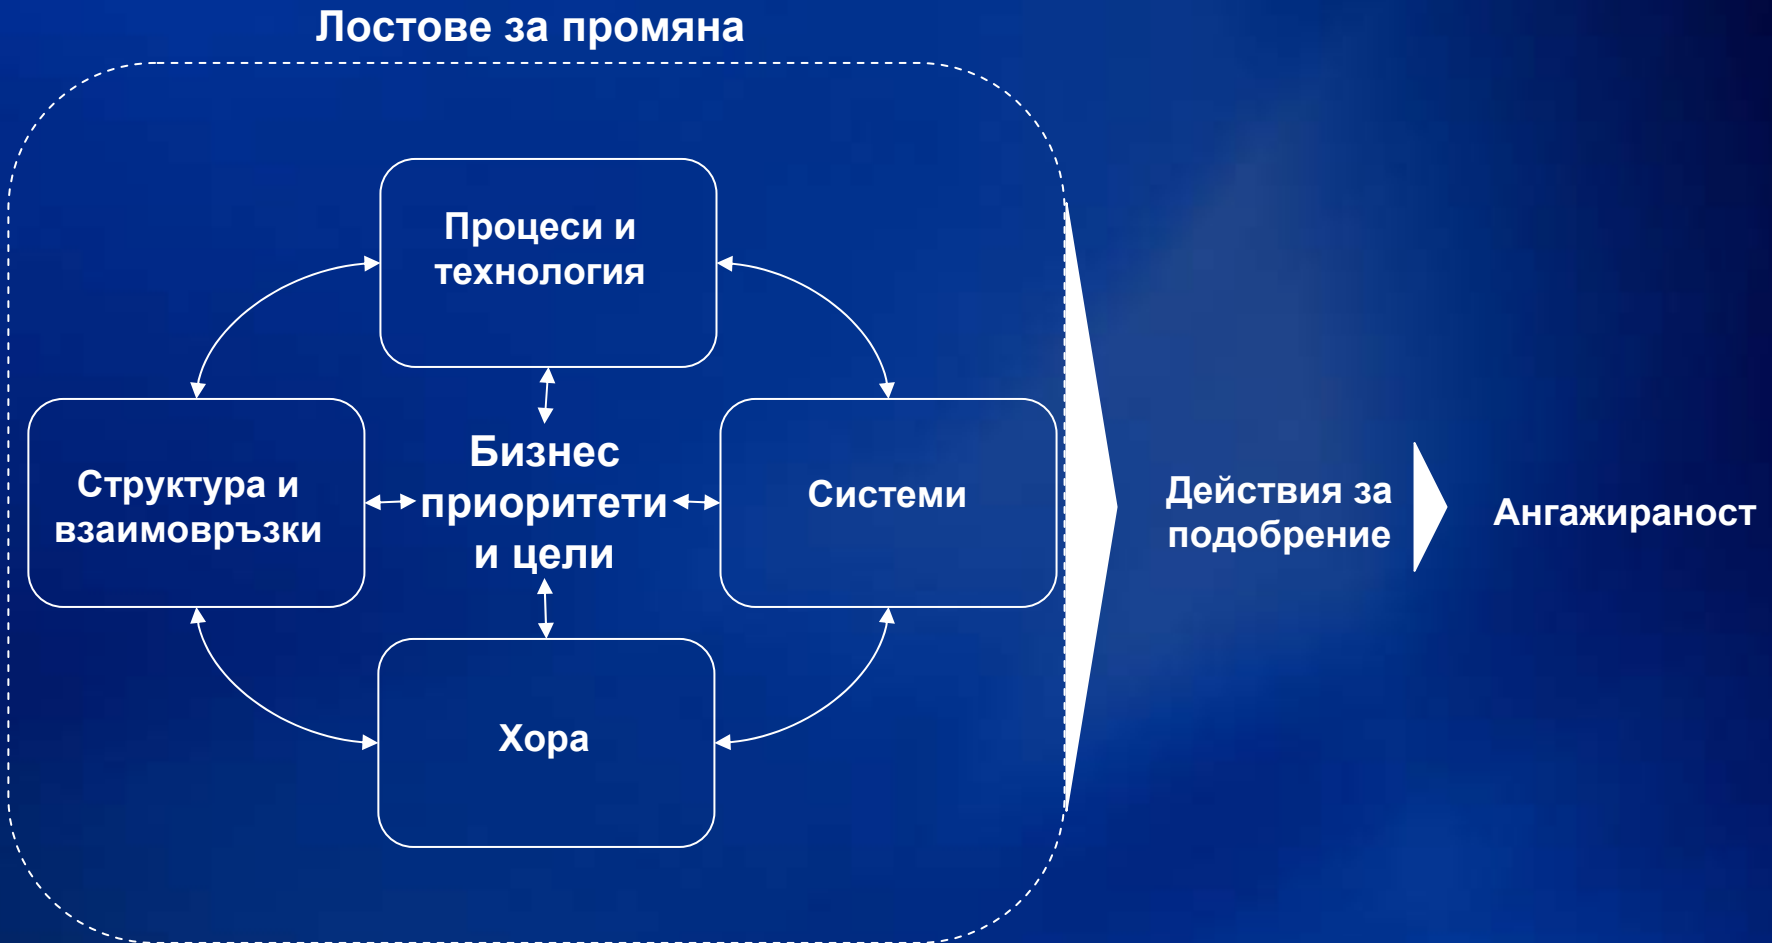 Лостове за промяна
Процеси и
технология
Структура и
взаимовръзки
Бизнес
приоритети
и цели
Системи
Хора
Действия за
подобрение
Ангажираност